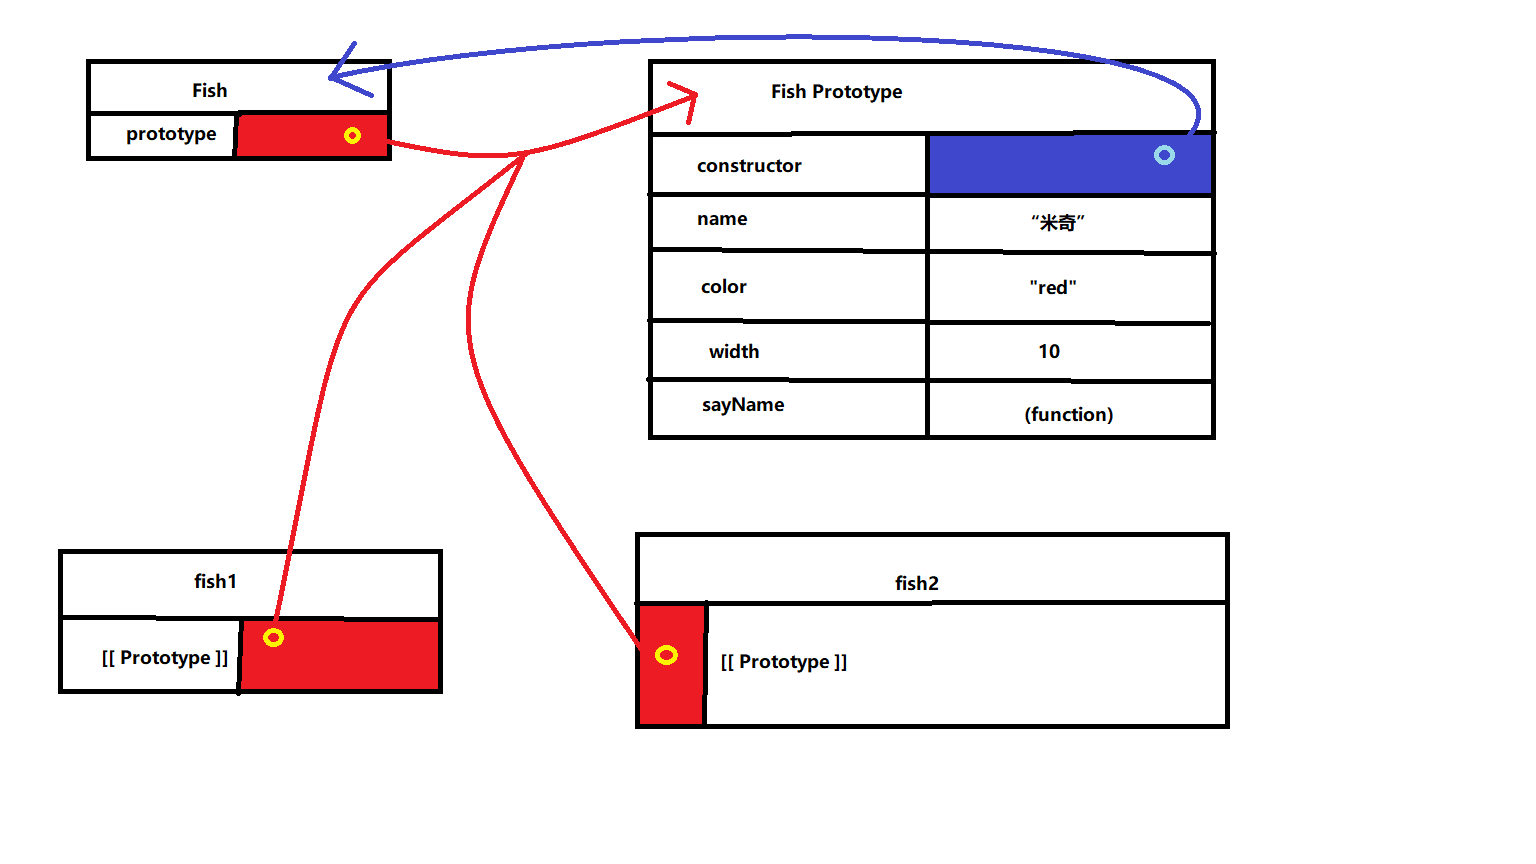 Fish
prototype
Fish Prototype
constructor
name
“米奇”
color
"red"
width
10
sayName
(function)
fish1
[[ Prototype ]]
fish2
[[ Prototype ]]